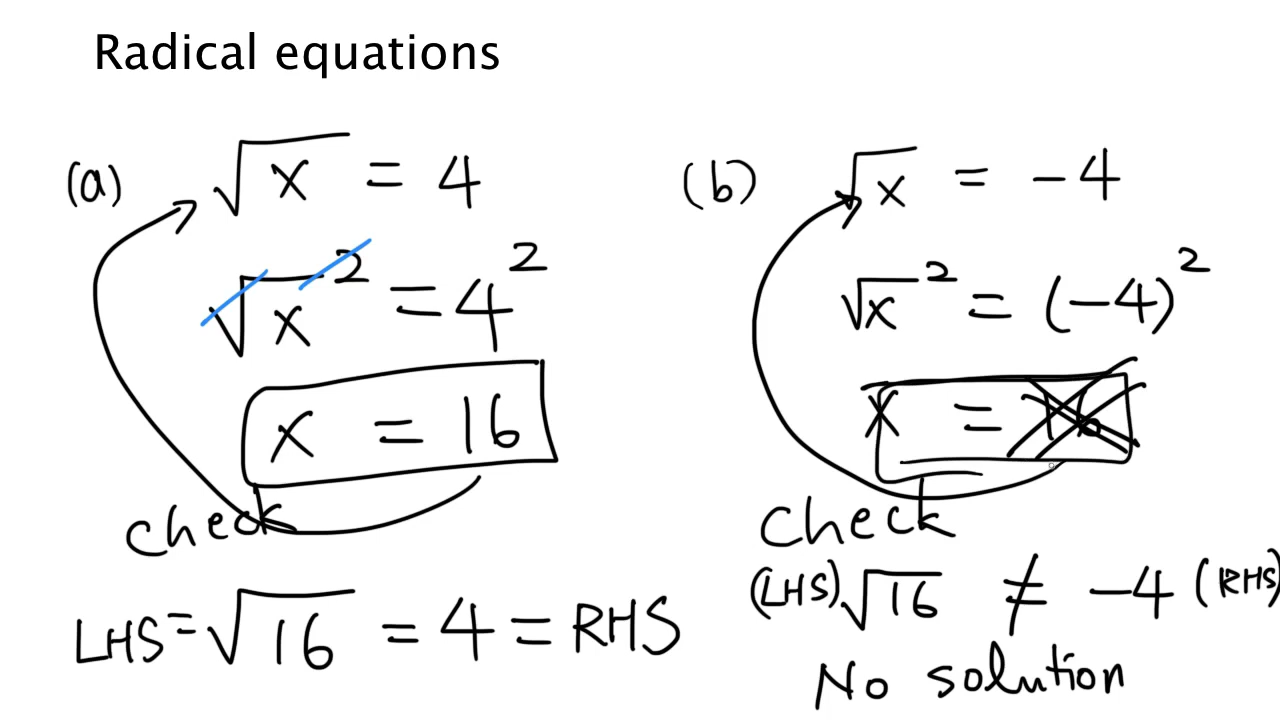 Radical equations
(a) √x = 4
√x² = 4²
x = 16
check
LHS = √16 = 4 = RHS
(b) √x = -4
√x² = (-4)²
x = 16
check
(LHS) √16 ≠ -4 (RHS)
No solution